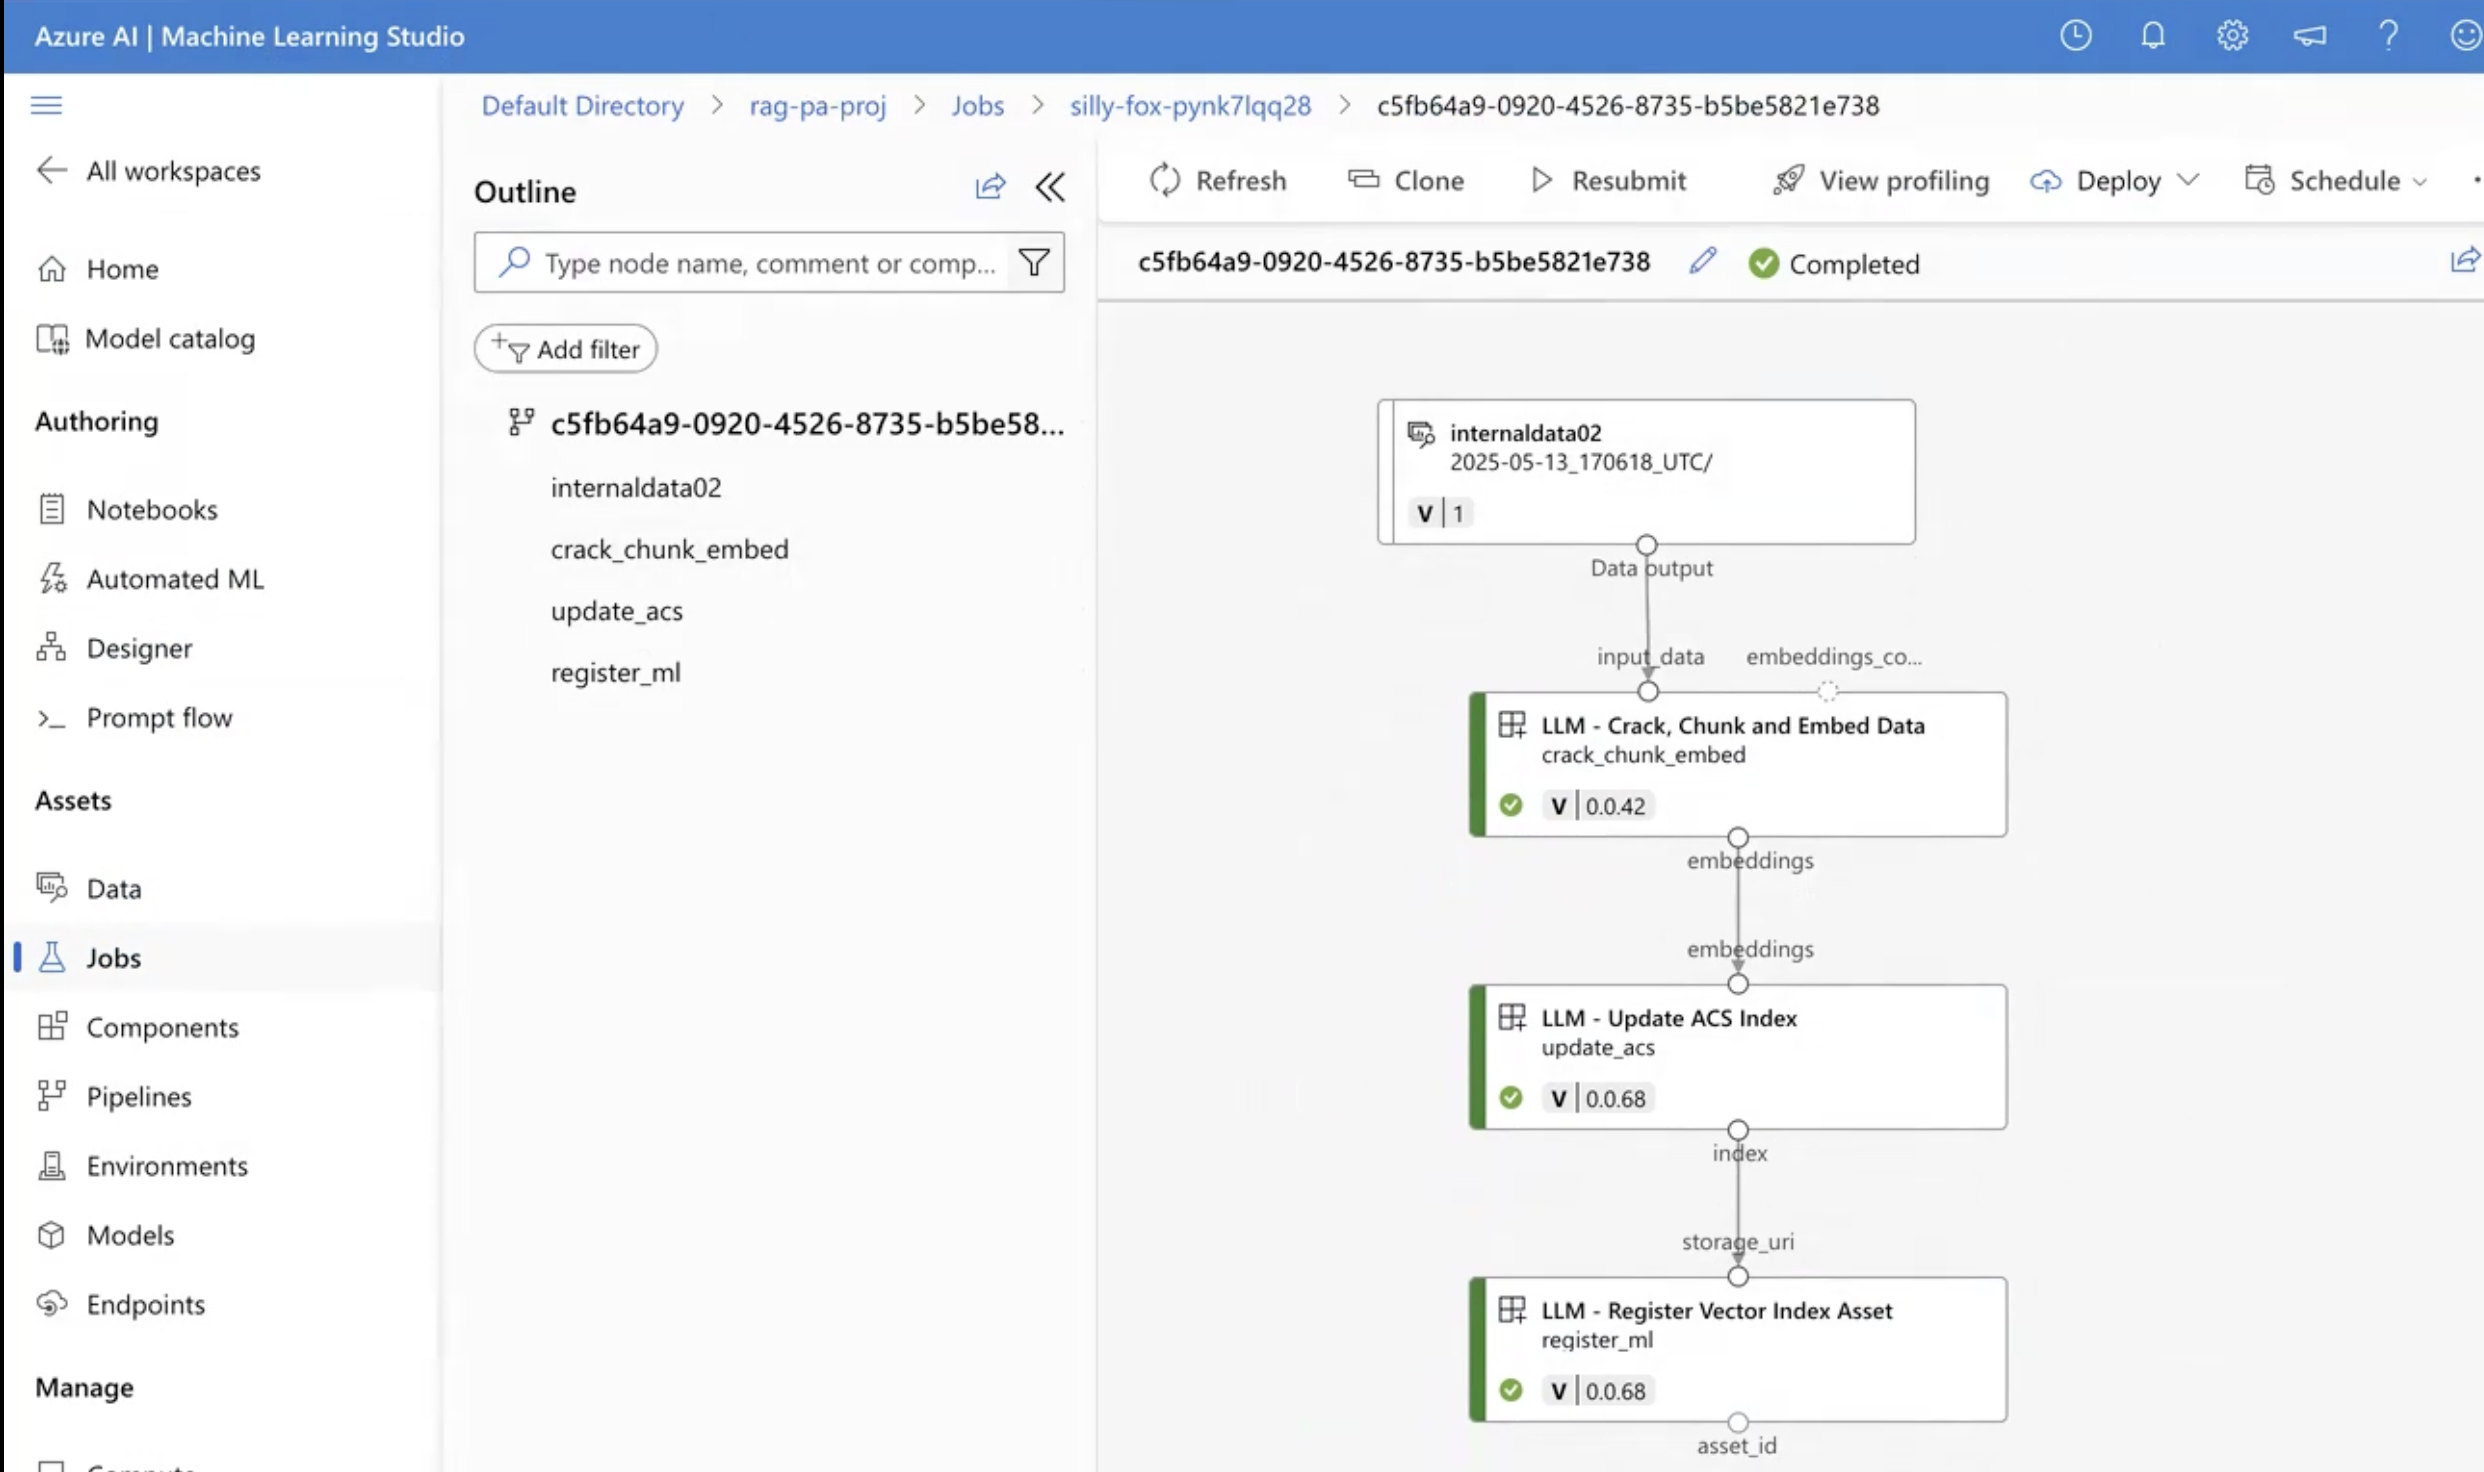 Azure AI | Machine Learning Studio
Default Directory > rag-pa-proj > Jobs > silly-fox-pynk7lqq28 > c5fb64a9-0920-4526-8735-b5be5821e738
All workspaces
Home
Model catalog
Authoring
Notebooks
Automated ML
Designer
Prompt flow
Assets
Data
Jobs
Components
Pipelines
Environments
Models
Endpoints
Manage
Outline
Type node name, comment or comp...
Add filter
c5fb64a9-0920-4526-8735-b5be58...
internaldata02
crack_chunk_embed
update_acs
register_ml
Refresh Clone Resubmit View profiling Deploy Schedule
c5fb64a9-0920-4526-8735-b5be5821e738 Completed
internaldata02
2025-05-13_170618_UTC/
V | 1
Data output
input_data embeddings_co...
LLM - Crack, Chunk and Embed Data
crack_chunk_embed
V | 0.0.42
embeddings
embeddings
LLM - Update ACS Index
update_acs
V | 0.0.68
index
storage_uri
LLM - Register Vector Index Asset
register_ml
V | 0.0.68
asset_id